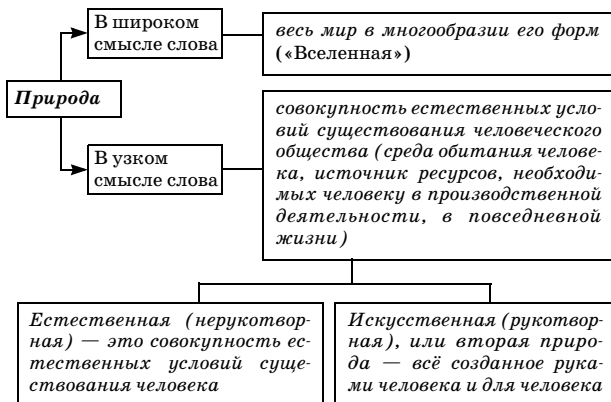 В широком
смысле слова
весь мир в многообразии его форм
(«Вселенная»)
Природа
В узком
смысле слова
совокупность естественных усло-
вий существования человеческого
общества (среда обитания челове-
ка, источник ресурсов, необходи-
мых человеку в производственной
деятельности, в повседневной
жизни)
Естественная (нерукотвор-
ная) — это совокупность ес-
тественных условий суще-
ствования человека
Искусственная (рукотвор-
ная), или вторая приро-
да — всё созданное рука-
ми человека и для человека